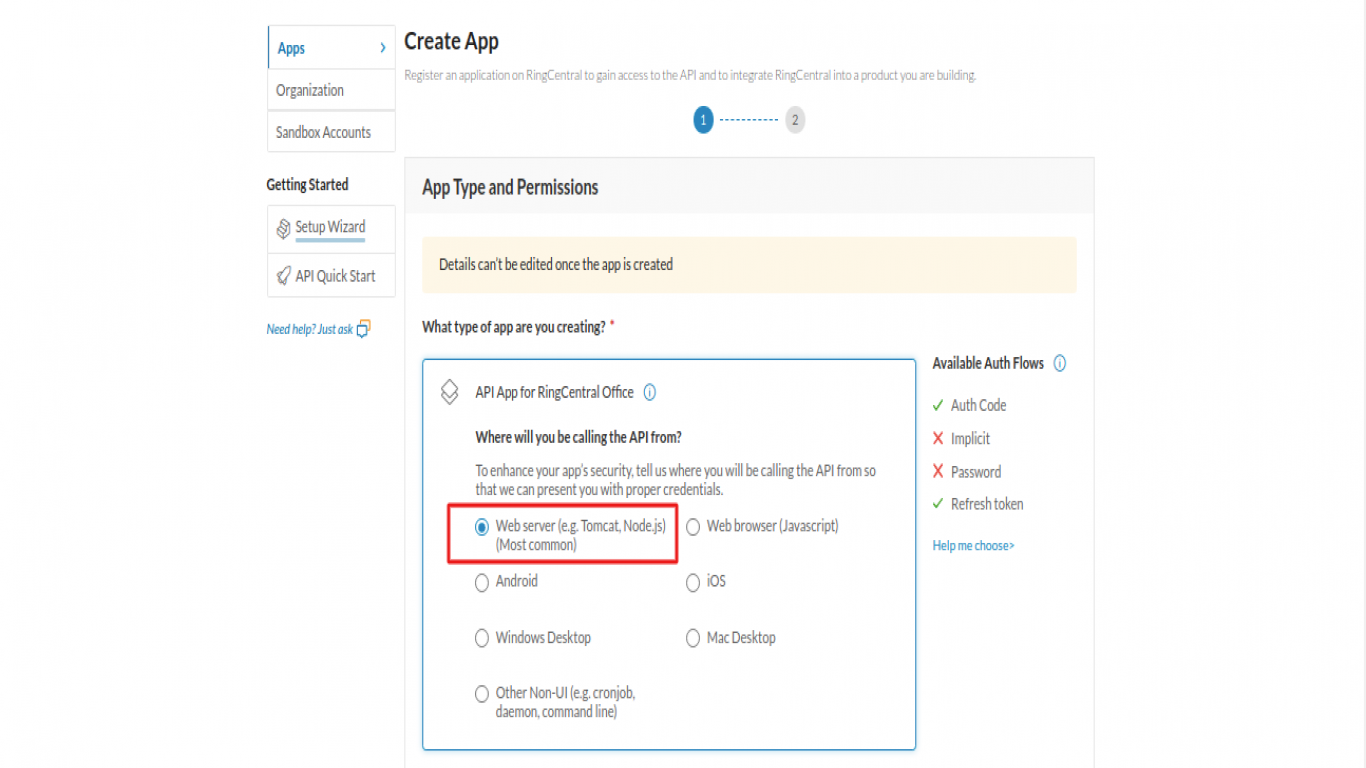 Apps
Organization
Sandbox Accounts
Getting Started
Setup Wizard
API Quick Start
Need help? Just ask
Create App
Register an application on RingCentral to gain access to the API and to integrate RingCentral into a product you are building.
1
2
App Type and Permissions
Details can't be edited once the app is created
What type of app are you creating? *
API App for RingCentral Office
Where will you be calling the API from?
To enhance your app's security, tell us where you will be calling the API from so
that we can present you with proper credentials.
Web server (e.g. Tomcat, Node.js)
(Most common)
Web browser (Javascript)
Android
iOS
Windows Desktop
Mac Desktop
Other Non-UI (e.g. cronjob,
daemon, command line)
Available Auth Flows
Auth Code
Implicit
Password
Refresh token
Help me choose>